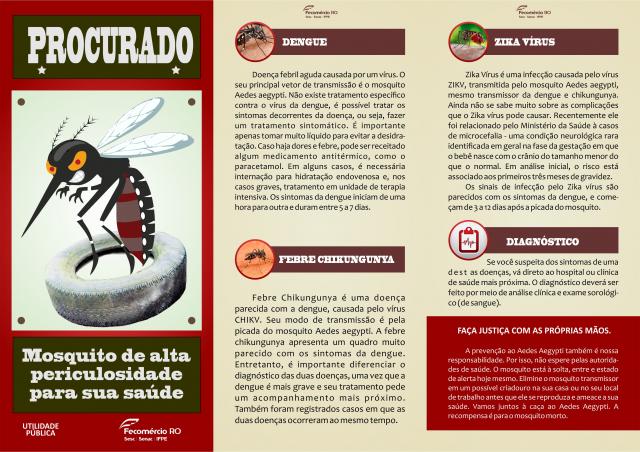 PROCURADO
Mosquito de alta
periculosidade
para sua saúde
UTILIDADE
PÚBLICA
Fecomércio RO
Sesc Senac IFPE
Fecomércio RO
Sesc Senac IFPE
DENGUE
Doença febril aguda causada por um vírus. O
seu principal vetor de transmissão é o mosquito
Aedes aegypti. Não existe tratamento específico
contra o vírus da dengue, é possível tratar os
sintomas decorrentes da doença, ou seja, fazer
um tratamento sintomático. É importante
apenas tomar muito líquido para evitar a desidra-
tação. Caso haja dores e febre, pode ser receitado
algum medicamento antitérmico, como o
paracetamol. Em alguns casos, é necessária
internação para hidratação endovenosa e, nos
casos graves, tratamento em unidade de terapia
intensiva. Os sintomas da dengue iniciam de uma
hora para outra e duram entre 5 a 7 dias.
FEBRE CHIKUNGUNYA
Febre Chikungunya é uma doença
parecida com a dengue, causada pelo vírus
CHIKV. Seu modo de transmissão é pela
picada do mosquito Aedes aegypti. A febre
chikungunya apresenta um quadro muito
parecido com os sintomas da dengue.
Entretanto, é importante diferenciar o
diagnóstico das duas doenças, uma vez que a
dengue é mais grave e seu tratamento pede
um acompanhamento mais próximo.
Também foram registrados casos em que as
duas doenças ocorreram ao mesmo tempo.
Fecomércio RO
Sesc Senac IFPE
ZIKA VÍRUS
Zika Vírus é uma infecção causada pelo vírus
ZIKV, transmitida pelo mosquito Aedes aegypti,
mesmo transmissor da dengue e chikungunya.
Ainda não se sabe muito sobre as complicações
que o Zika vírus pode causar. Recentemente ele
foi relacionado pelo Ministério da Saúde à casos
de microcefalia - uma condição neurológica rara
identificada em geral na fase da gestação em que
o bebê nasce com o crânio do tamanho menor do
que o normal. Em análise inicial, o risco está
associado aos primeiros três meses de gravidez.
Os sinais de infecção pelo Zika vírus são
parecidos com os sintomas da dengue, e come-
çam de 3 a 12 dias após a picada do mosquito.
DIAGNÓSTICO
Se você suspeita dos sintomas de uma
destas doenças, vá direto ao hospital ou clínica
de saúde mais próxima. O diagnóstico deverá ser
feito por meio de análise clínica e exame sorológi-
co (de sangue).
FAÇA JUSTIÇA COM AS PRÓPRIAS MÃOS.
A prevenção ao Aedes Aegypti também é nossa
responsabilidade. Por isso, não espere pelas autorida-
des de saúde. O mosquito está à solta, entre e estado
de alerta hoje mesmo. Elimine o mosquito transmissor
em um possível criadouro na sua casa ou no seu local
de trabalho antes que ele se reproduza e ameace a sua
saúde. Vamos juntos à caça ao Aedes Aegypti. A
recompensa é para o mosquito morto.